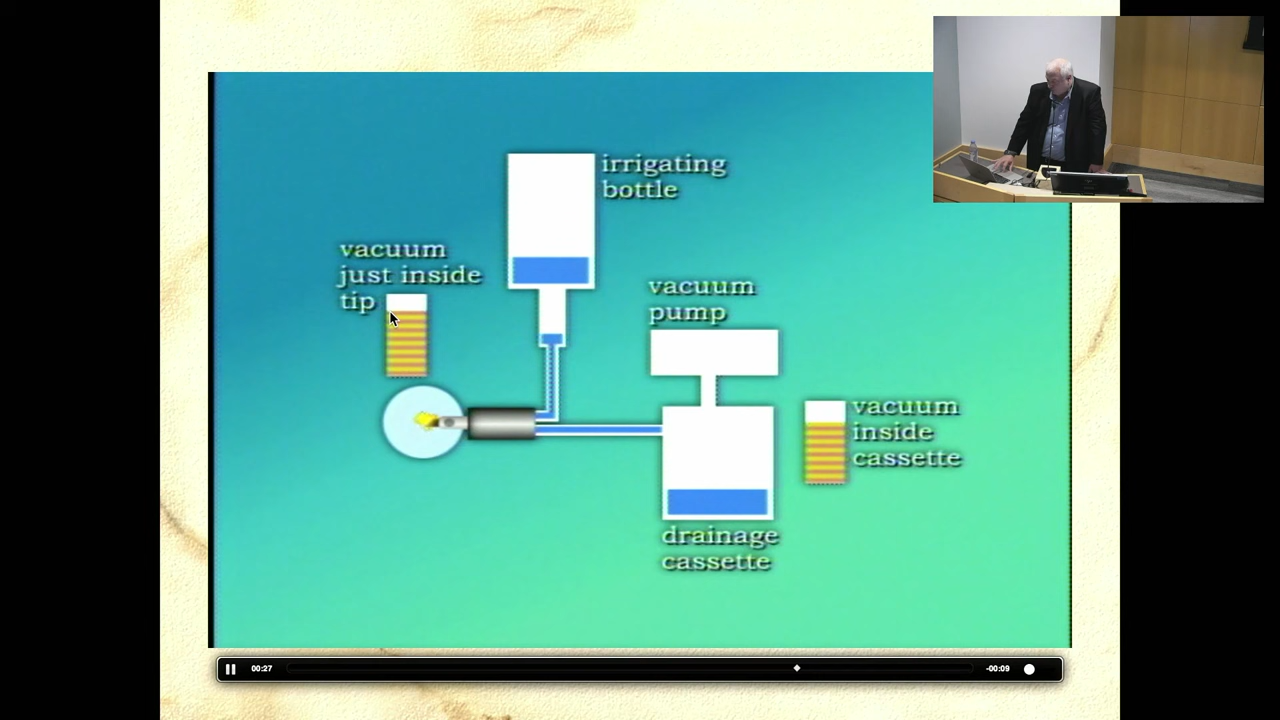 irrigating
bottle
vacuum
just inside
tip
vacuum
pump
vacuum
inside
cassette
drainage
cassette
00:27
-00:09